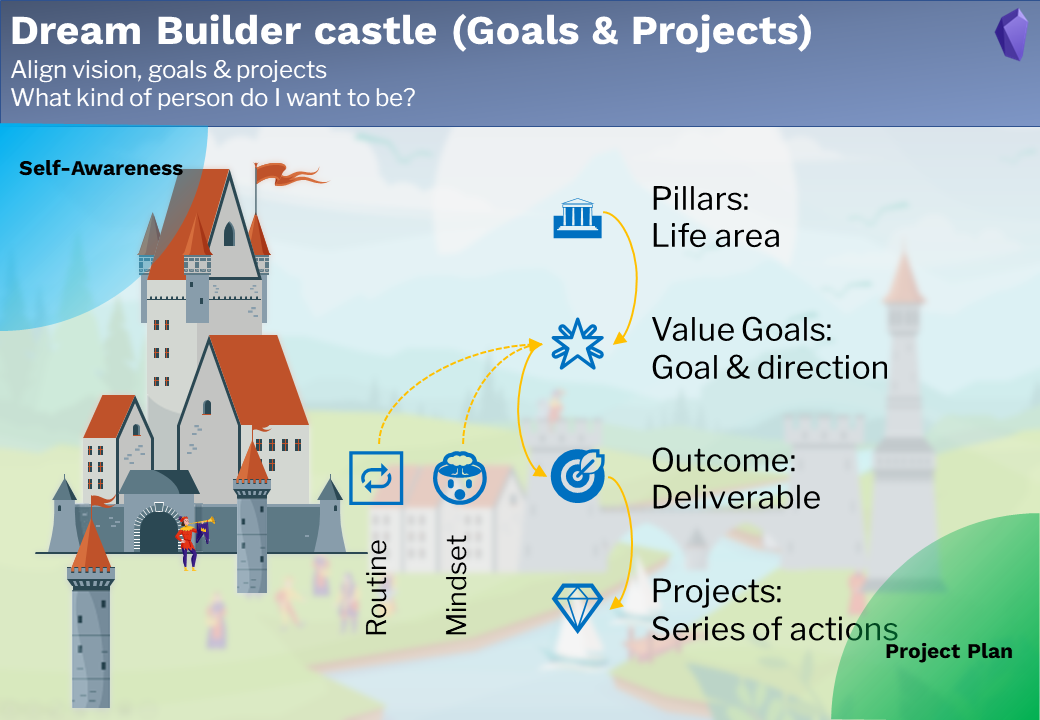 Dream Builder castle (Goals & Projects)
Align vision, goals & projects
What kind of person do I want to be?
Self-Awareness
Pillars:
Life area
Value Goals:
Goal & direction
Outcome:
Deliverable
Routine
Mindset
Projects:
Series of actions
Project Plan